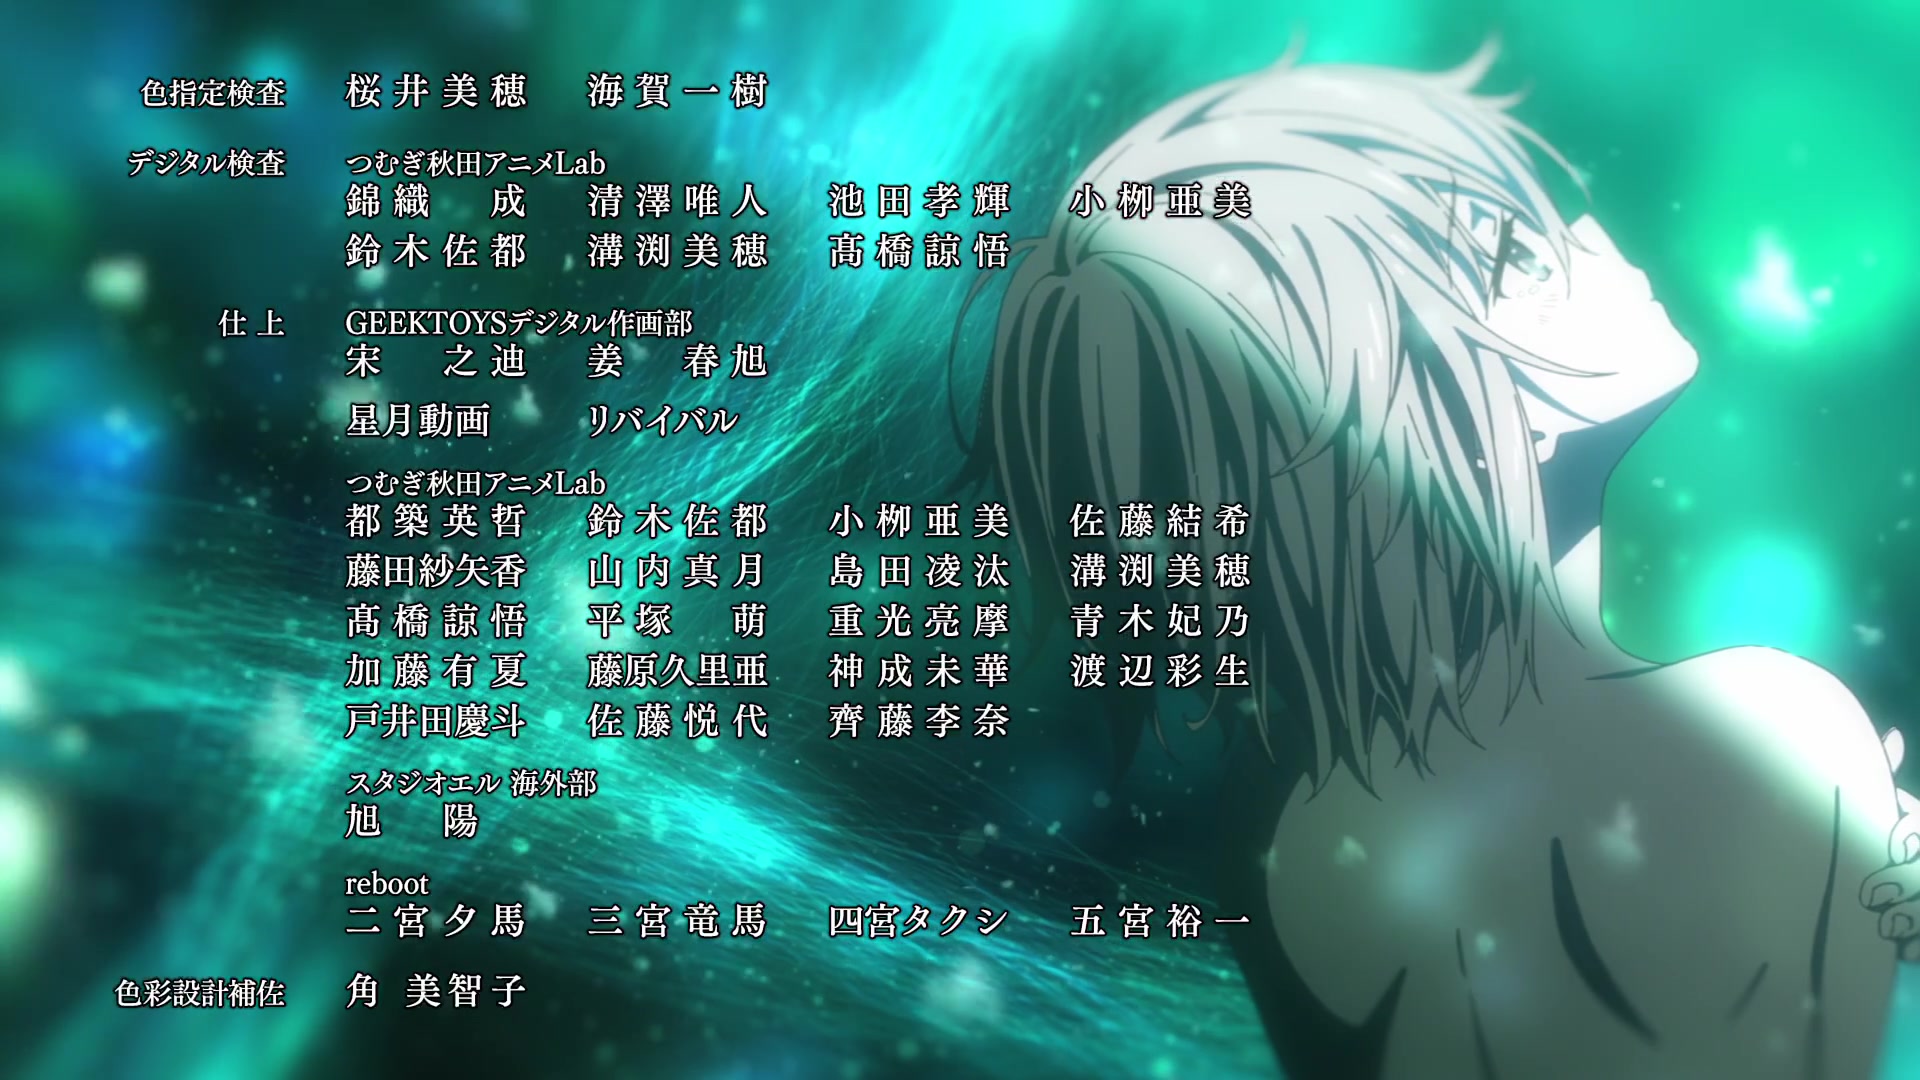 色指定検査 桜井美穂 海賀一樹
デジタル検査 つむぎ秋田アニメLab
錦織 成 清澤唯人 池田孝輝 小栁亜美
鈴木佐都 溝渕美穂 髙橋諒悟
仕上 GEEKTOYSデジタル作画部
宋 之迪 姜 春旭
星月動画 リバイバル
つむぎ秋田アニメLab
都築英哲 鈴木佐都 小栁亜美 佐藤結希
藤田紗矢香 山内真月 島田凌汰 溝渕美穂
髙橋諒悟 平塚 萌 重光亮摩 青木妃乃
加藤有夏 藤原久里亜 神成未華 渡辺彩生
戸井田慶斗 佐藤悦代 齊藤李奈
スタジオエル 海外部
旭 陽
reboot
二宮夕馬 三宮竜馬 四宮タクシ 五宮裕一
色彩設計補佐 角 美智子